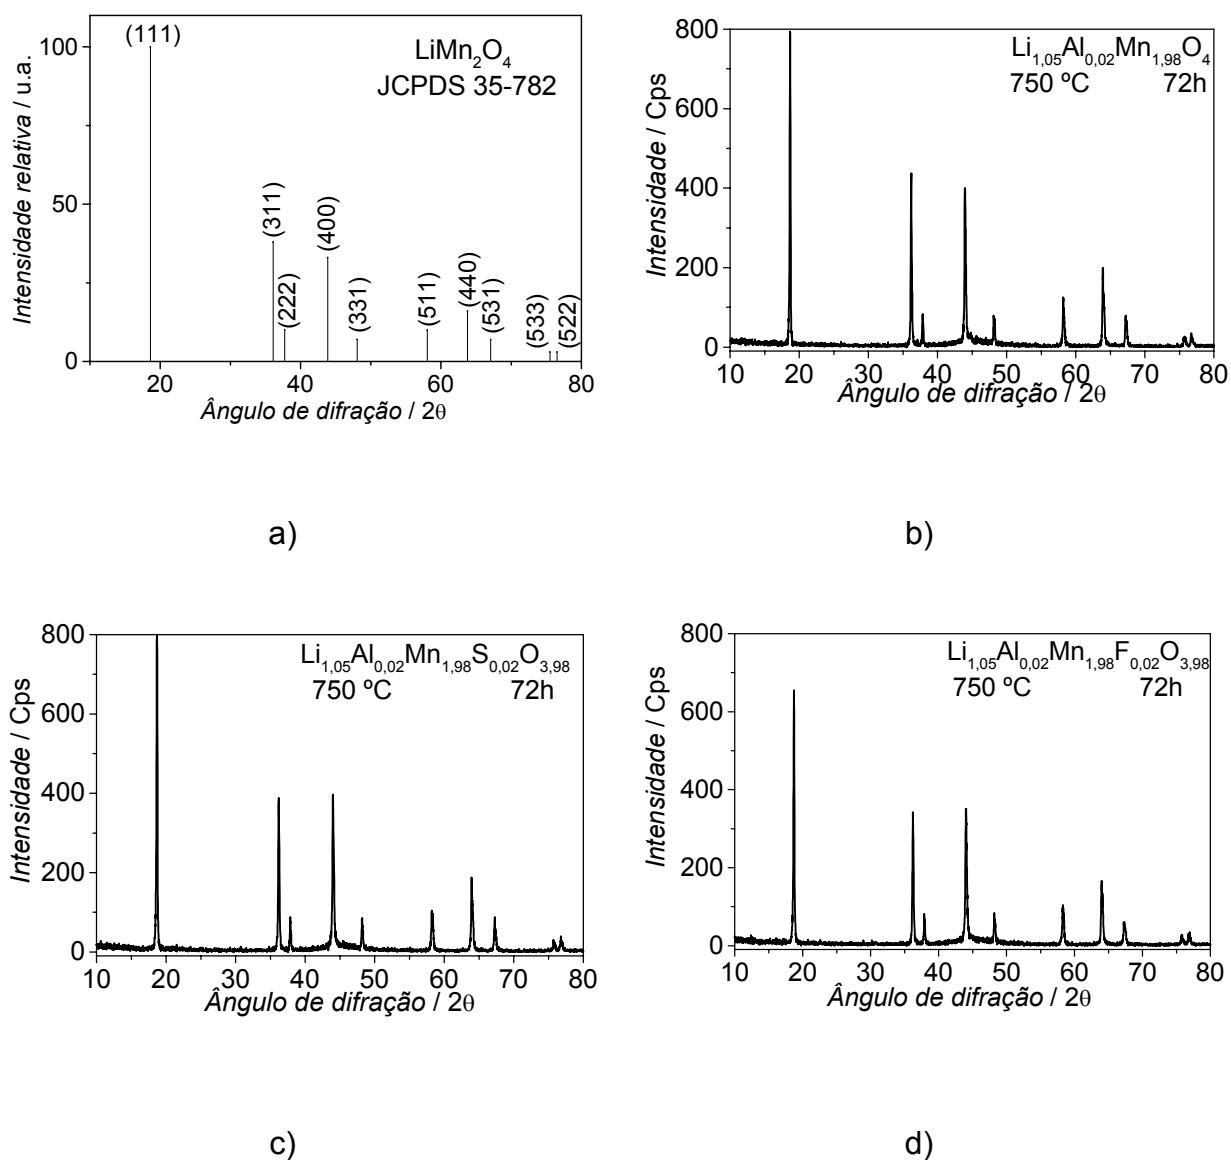 LiMn2O4
JCPDS 35-782
(111)
(311)
(222)
(400)
(331)
(511)
(440)
(531)
(533)
(522)
100
50
0
20 40 60 80
Intensidade relativa / u.a.
Ângulo de difração / 2θ
a)
Li1,05Al0,02Mn1,98O4
750 ºC 72h
800
600
400
200
0
10 20 30 40 50 60 70 80
Intensidade / Cps
Ângulo de difração / 2θ
b)
Li1,05Al0,02Mn1,98S0,02O3,98
750 ºC 72h
800
600
400
200
0
10 20 30 40 50 60 70 80
Intensidade / Cps
Ângulo de difração / 2θ
c)
Li1,05Al0,02Mn1,98F0,02O3,98
750 ºC 72h
800
600
400
200
0
10 20 30 40 50 60 70 80
Intensidade / Cps
Ângulo de difração / 2θ
d)